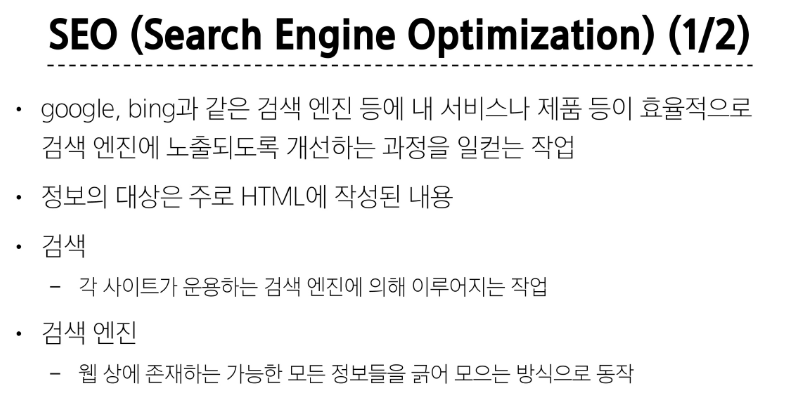 SEO (Search Engine Optimization) (1/2)
• google, bing과 같은 검색 엔진 등에 내 서비스나 제품 등이 효율적으로
검색 엔진에 노출되도록 개선하는 과정을 일컫는 작업
• 정보의 대상은 주로 HTML에 작성된 내용
• 검색
– 각 사이트가 운용하는 검색 엔진에 의해 이루어지는 작업
• 검색 엔진
– 웹 상에 존재하는 가능한 모든 정보들을 긁어 모으는 방식으로 동작